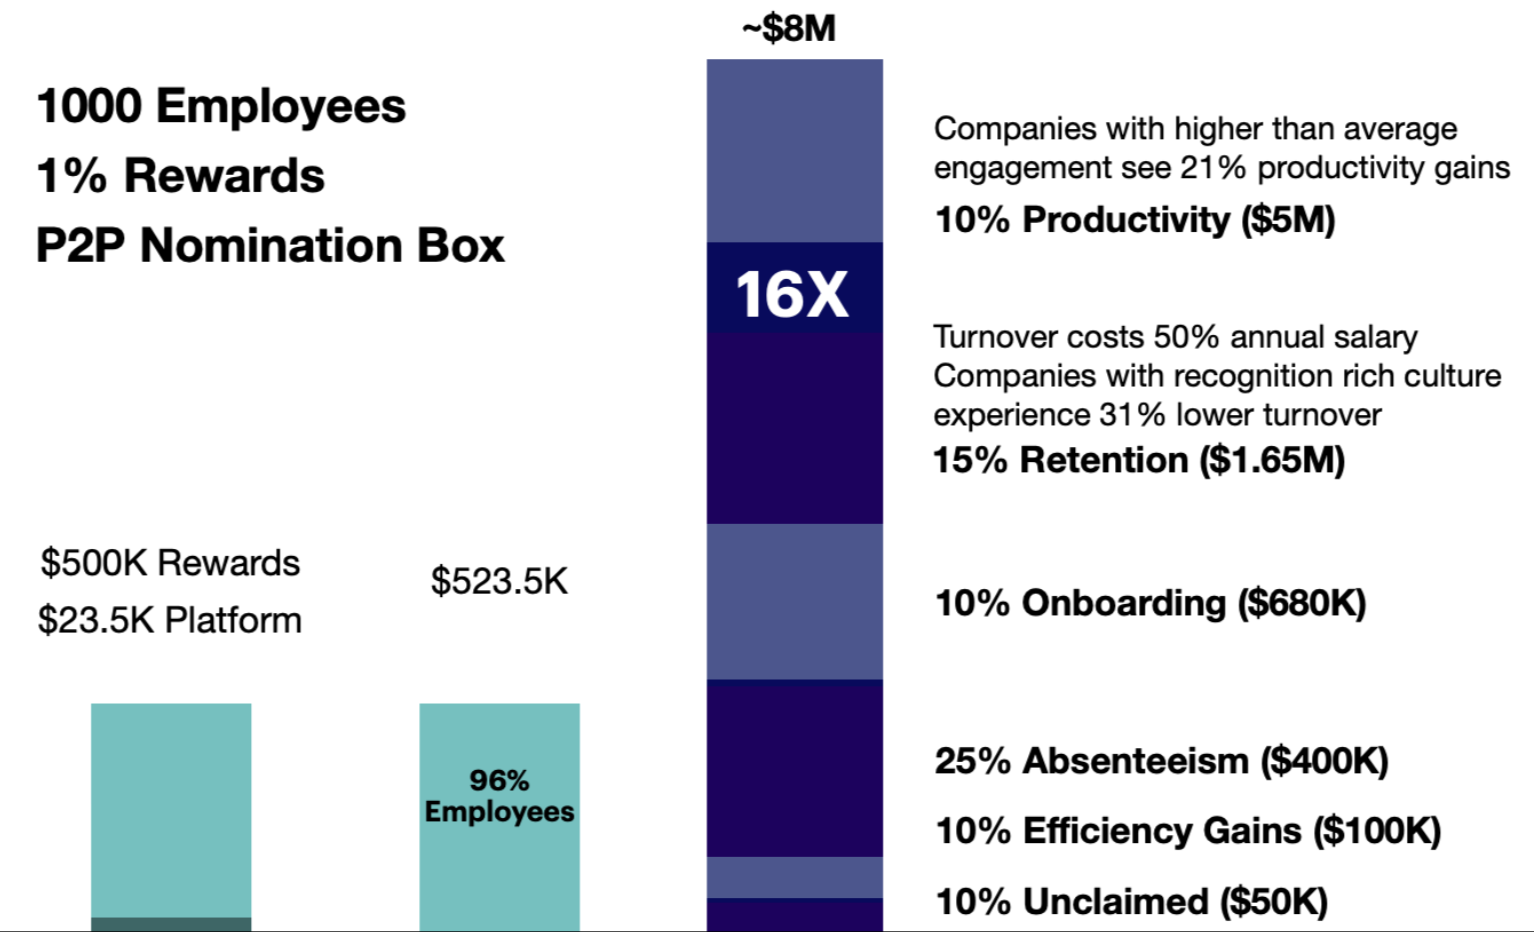 ~$8M
1000 Employees
1% Rewards
P2P Nomination Box
$500K Rewards
$23.5K Platform
$523.5K
96%
Employees
16X
Companies with higher than average
engagement see 21% productivity gains
10% Productivity ($5M)
Turnover costs 50% annual salary
Companies with recognition rich culture
experience 31% lower turnover
15% Retention ($1.65M)
10% Onboarding ($680K)
25% Absenteeism ($400K)
10% Efficiency Gains ($100K)
10% Unclaimed ($50K)